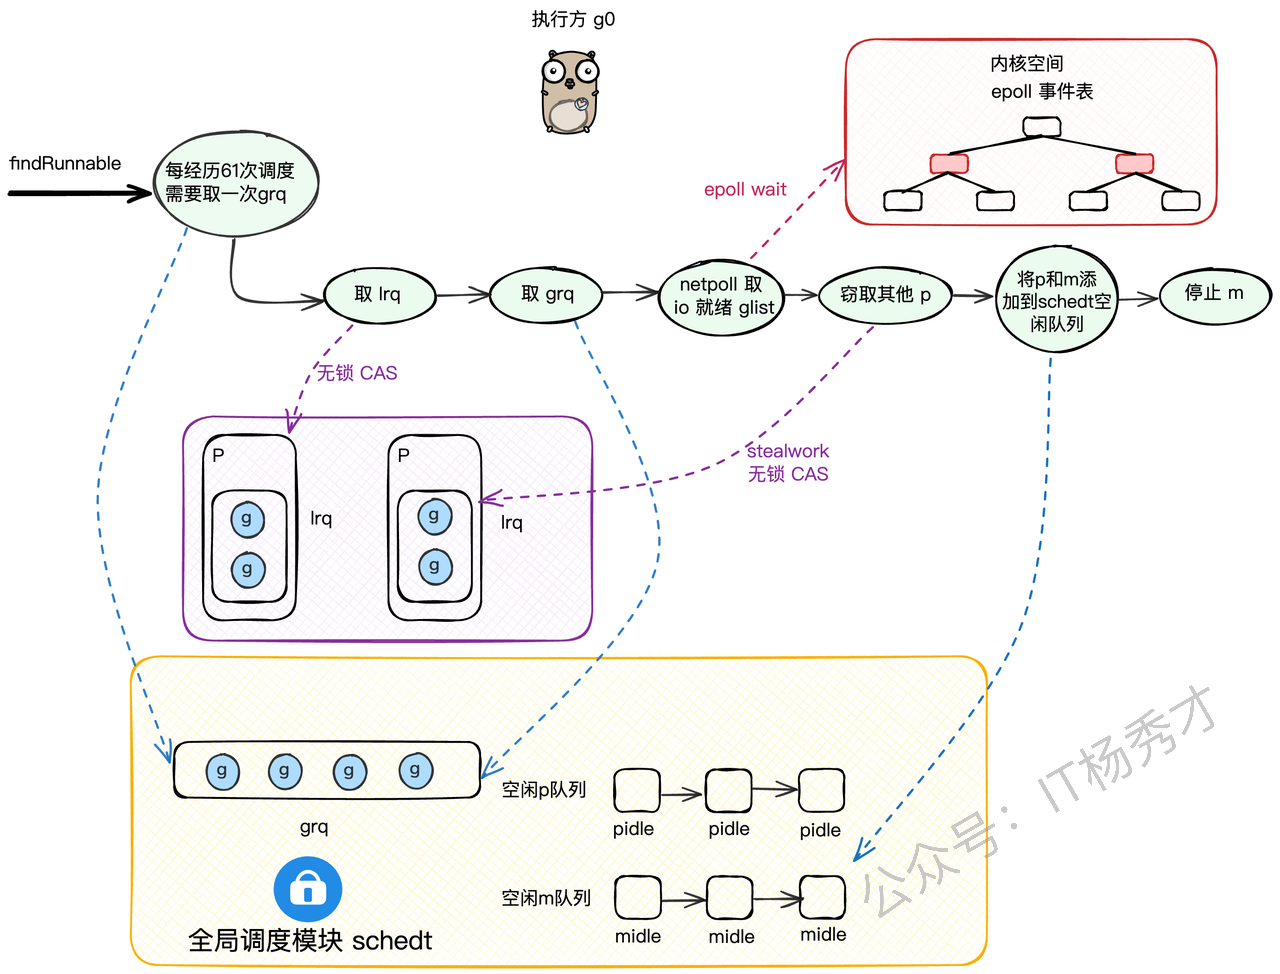 执行方 g0
内核空间
epoll 事件表
findRunnable
每经历61次调度
需要取一次grq
epoll wait
取 lrq
取 grq
netpoll 取
io 就绪 glist
窃取其他 p
将p和m添
加到schedt空
闲队列
停止 m
无锁 CAS
stealwork
无锁 CAS
P
P
g
g
lrq
g
g
lrq
g
g
g
g
grq
空闲p队列
pidle
pidle
pidle
空闲m队列
midle
midle
midle
全局调度模块 schedt
公众号：IT杨秀才